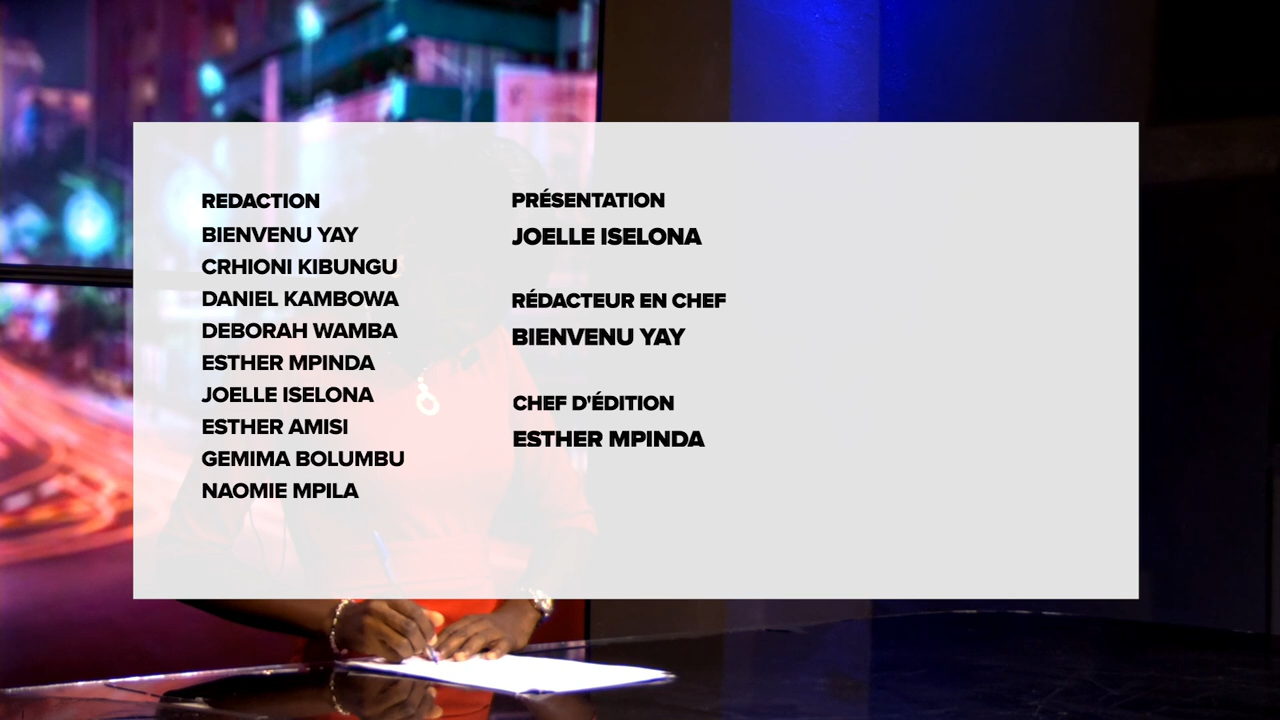 REDACTION
BIENVENU YAY
CRHIONI KIBUNGU
DANIEL KAMBOWA
DEBORAH WAMBA
ESTHER MPINDA
JOELLE ISELONA
ESTHER AMISI
GEMIMA BOLUMBU
NAOMIE MPILA
PRÉSENTATION
JOELLE ISELONA
RÉDACTEUR EN CHEF
BIENVENU YAY
CHEF D'ÉDITION
ESTHER MPINDA